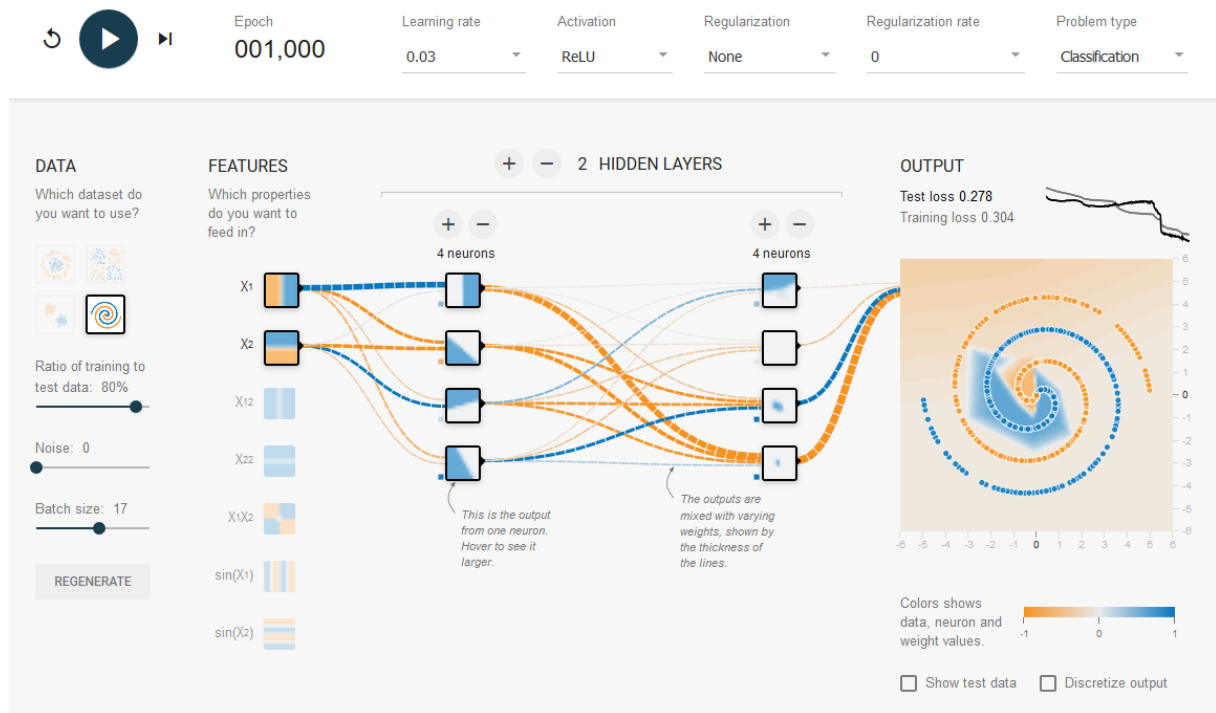 Epoch
001,000
Learning rate
0.03
Activation
ReLU
Regularization
None
Regularization rate
0
Problem type
Classification
DATA
Which dataset do
you want to use?
Ratio of training to
test data: 80%
Noise: 0
Batch size: 17
REGENERATE
FEATURES
Which properties
do you want to
feed in?
X1
X2
X12
X22
X1X2
sin(X1)
sin(X2)
+ − 2 HIDDEN LAYERS
+ −
4 neurons
+ −
4 neurons
This is the output
from one neuron.
Hover to see it
larger.
The outputs are
mixed with varying
weights, shown by
the thickness of
the lines.
OUTPUT
Test loss 0.278
Training loss 0.304
6
5
4
3
2
1
0
-1
-2
-3
-4
-5
-6
-6 -5 -4 -3 -2 -1 0 1 2 3 4 5 6
Colors shows
data, neuron and
weight values.
-1 0 1
Show test data
Discretize output